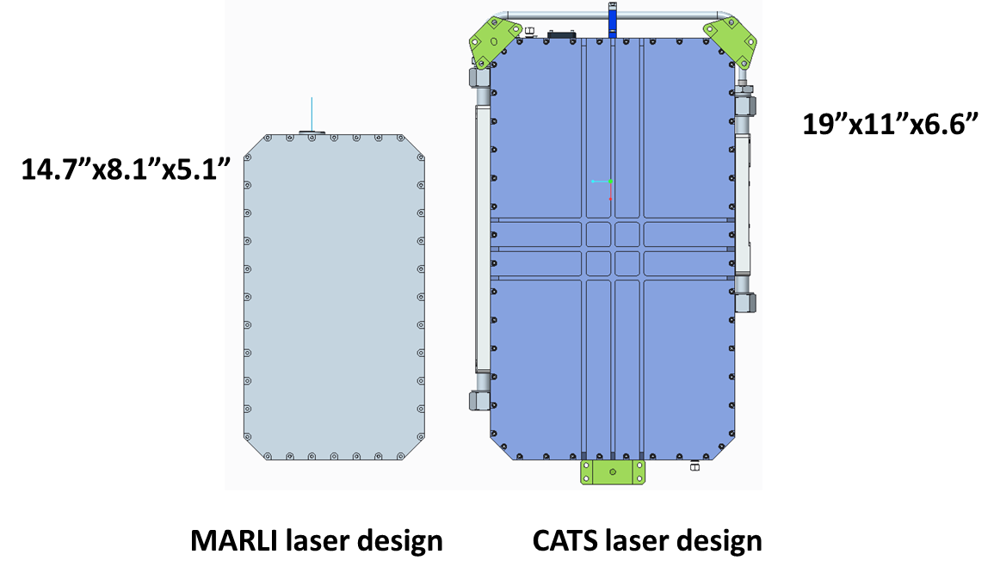 19”x11”x6.6”
14.7”x8.1”x5.1”
MARLI laser design
CATS laser design